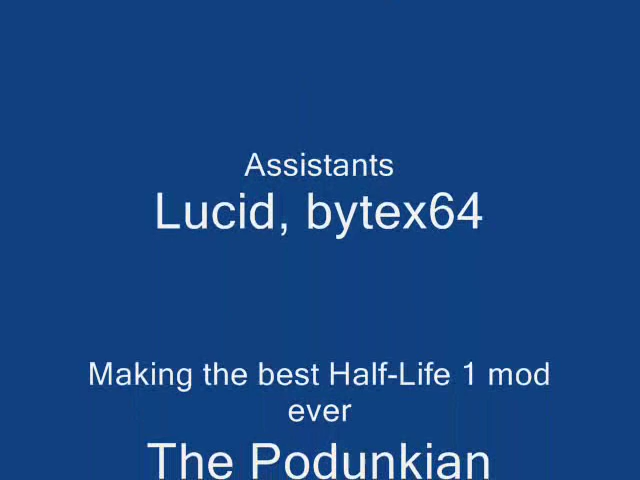 Assistants
Lucid, bytex64
Making the best Half-Life 1 mod
ever
The Podunkian